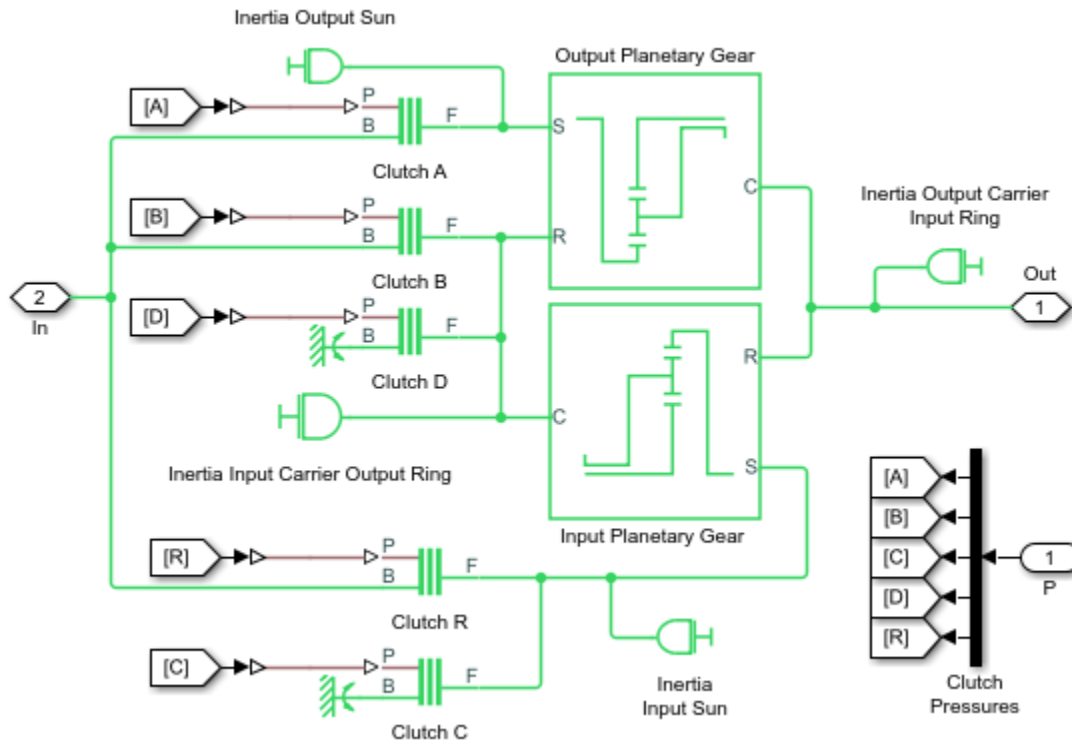 Inertia Output Sun
Output Planetary Gear
[A]
P
B
F
S
Clutch A
C
[B]
P
B
F
R
Clutch B
Inertia Output Carrier
Input Ring
2
In
[D]
P
B
F
Clutch D
Out
1
R
C
S
Inertia Input Carrier Output Ring
Input Planetary Gear
[R]
P
B
F
Clutch R
[C]
P
B
F
Clutch C
Inertia
Input Sun
[A]
[B]
[C]
[D]
[R]
1
P
Clutch
Pressures